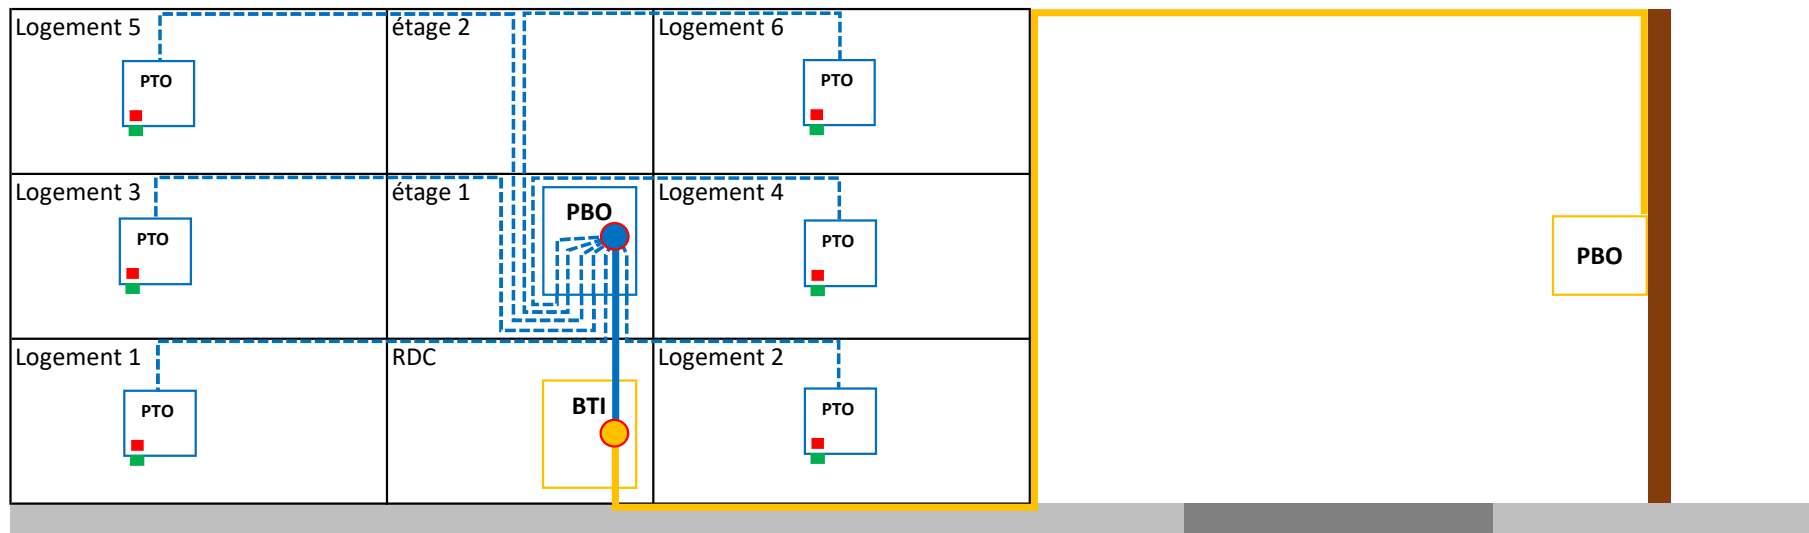 Logement 5
étage 2
Logement 6
PTO
PTO
Logement 3
étage 1
Logement 4
PBO
PTO
PTO
PBO
Logement 1
RDC
Logement 2
BTI
PTO
PTO